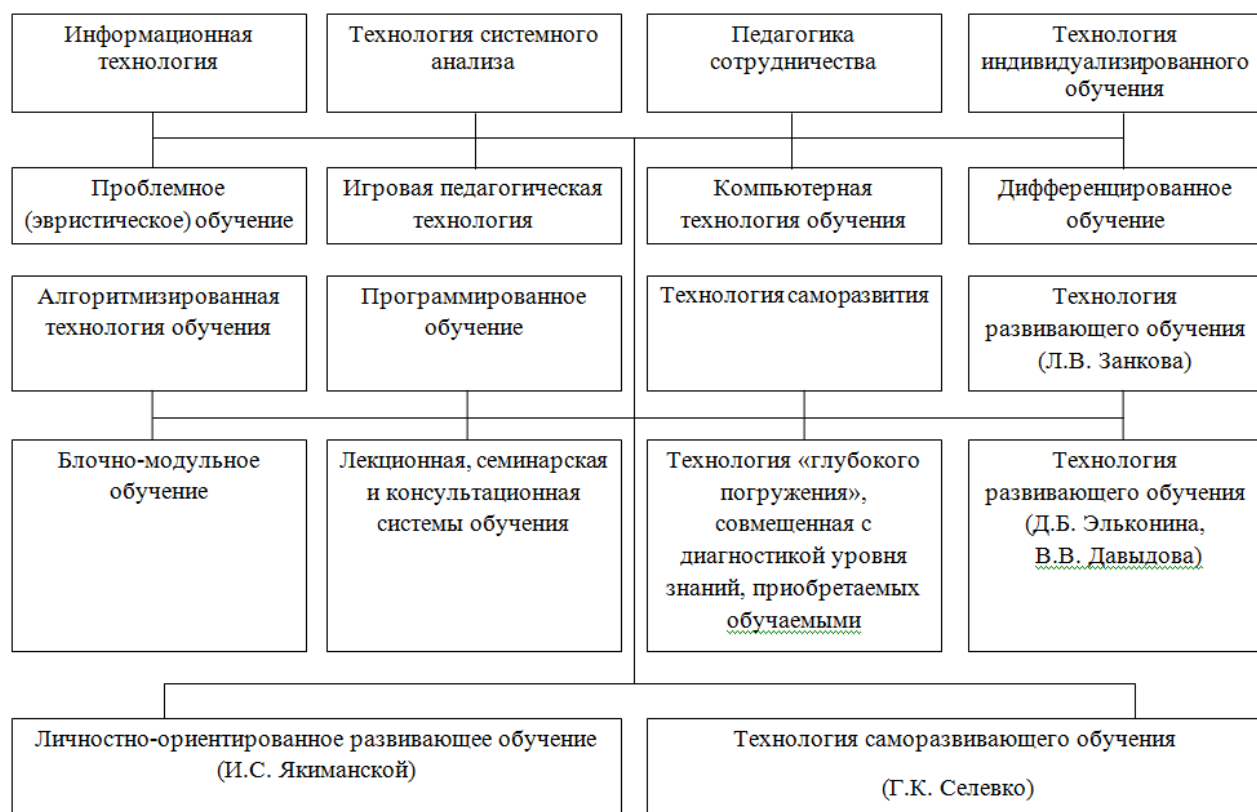 Информационная
технология
Технология системного
анализа
Педагогика
сотрудничества
Технология
индивидуализированного
обучения
Проблемное
(эвристическое) обучение
Игровая педагогическая
технология
Компьютерная
технология обучения
Дифференцированное
обучение
Алгоритмизированная
технология обучения
Программированное
обучение
Технология саморазвития
Технология
развивающего обучения
(Л.В. Занкова)
Блочно-модульное
обучение
Лекционная, семинарская
и консультационная
системы обучения
Технология «глубокого
погружения»,
совмещенная с
диагностикой уровня
знаний, приобретаемых
обучаемыми
Технология
развивающего обучения
(Д.Б. Эльконина,
В.В. Давыдова)
Личностно-ориентированное развивающее обучение
(И.С. Якиманской)
Технология саморазвивающего обучения
(Г.К. Селевко)